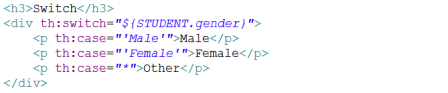 <h3>Switch</h3>
<div th:switch="${STUDENT.gender}">
    <p th:case="'Male'">Male</p>
    <p th:case="'Female'">Female</p>
    <p th:case="*">Other</p>
</div>